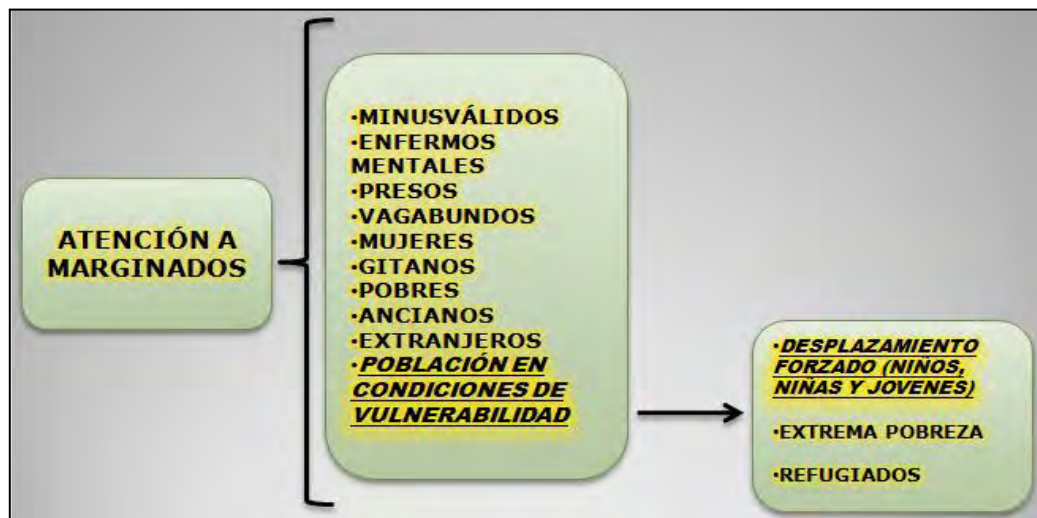 ATENCIÓN A
MARGINADOS
•MINUSVÁLIDOS
•ENFERMOS
MENTALES
•PRESOS
•VAGABUNDOS
•MUJERES
•GITANOS
•POBRES
•ANCIANOS
•EXTRANJEROS
•POBLACIÓN EN
CONDICIONES DE
VULNERABILIDAD
•DESPLAZAMIENTO
FORZADO (NIÑOS,
NIÑAS Y JOVENES)
•EXTREMA POBREZA
•REFUGIADOS